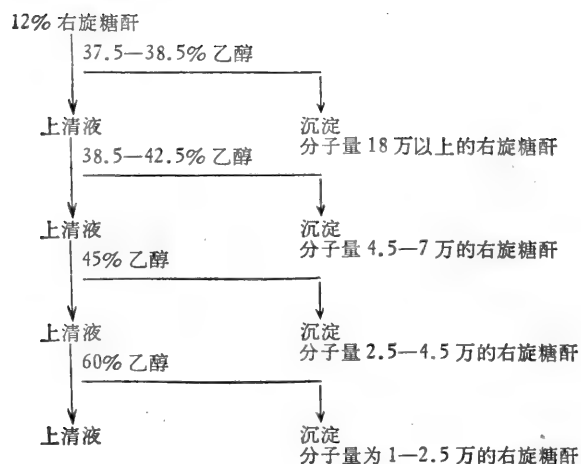 12% 右旋糖酐
37.5—38.5% 乙醇
上清液
沉淀
分子量 18 万以上的右旋糖酐
38.5—42.5% 乙醇
上清液
沉淀
分子量 4.5—7 万的右旋糖酐
45% 乙醇
上清液
沉淀
分子量 2.5—4.5 万的右旋糖酐
60% 乙醇
上清液
沉淀
分子量为 1—2.5 万的右旋糖酐